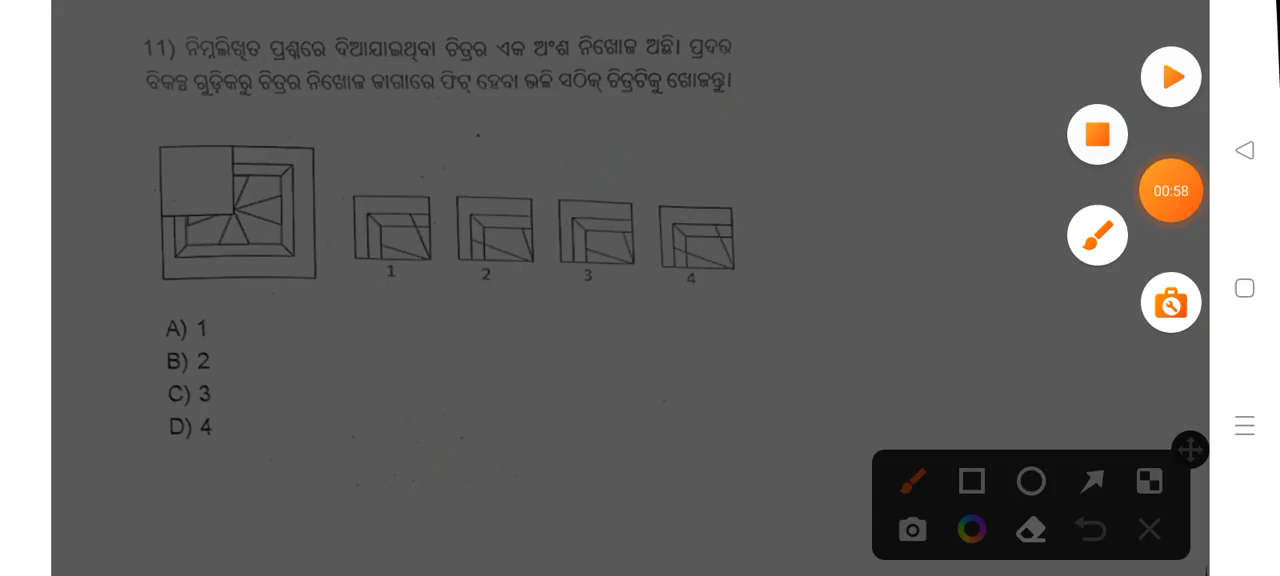 11) ନିମ୍ନଲିଖିତ ପ୍ରଶ୍ନରେ ଦିଆଯାଇଥିବା ଚିତ୍ରର ଏକ ଅଂଶ ନିଖୋଜ ଅଛି। ପ୍ରଦତ୍ତ
ବିକଳ୍ପ ଗୁଡ଼ିକରୁ ଚିତ୍ରର ନିଖୋଜ ଜାଗାରେ ଫିଟ୍ ହେବା ଭଳି ସଠିକ୍ ଚିତ୍ରଟିକୁ ଖୋଜନ୍ତୁ।
1 2 3 4
A) 1
B) 2
C) 3
D) 4
00:58